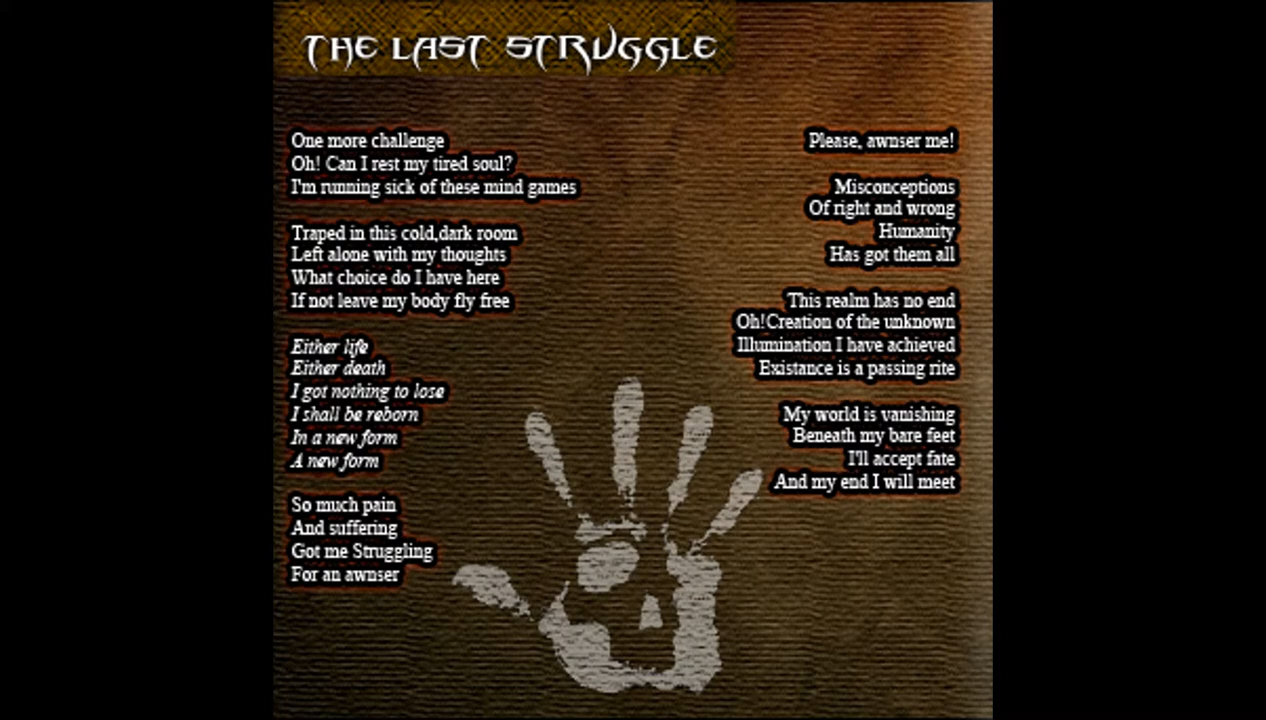 THE LAST STRUGGLE
One more challenge
Oh! Can I rest my tired soul?
I'm running sick of these mind games
Traped in this cold,dark room
Left alone with my thoughts
What choice do I have here
If not leave my body fly free
Either life
Either death
I got nothing to lose
I shall be reborn
In a new form
A new form
So much pain
And suffering
Got me Struggling
For an awnser
Please, awnser me!
Misconceptions
Of right and wrong
Humanity
Has got them all
This realm has no end
Oh!Creation of the unknown
Illumination I have achieved
Existance is a passing rite
My world is vanishing
Beneath my bare feet
I'll accept fate
And my end I will meet